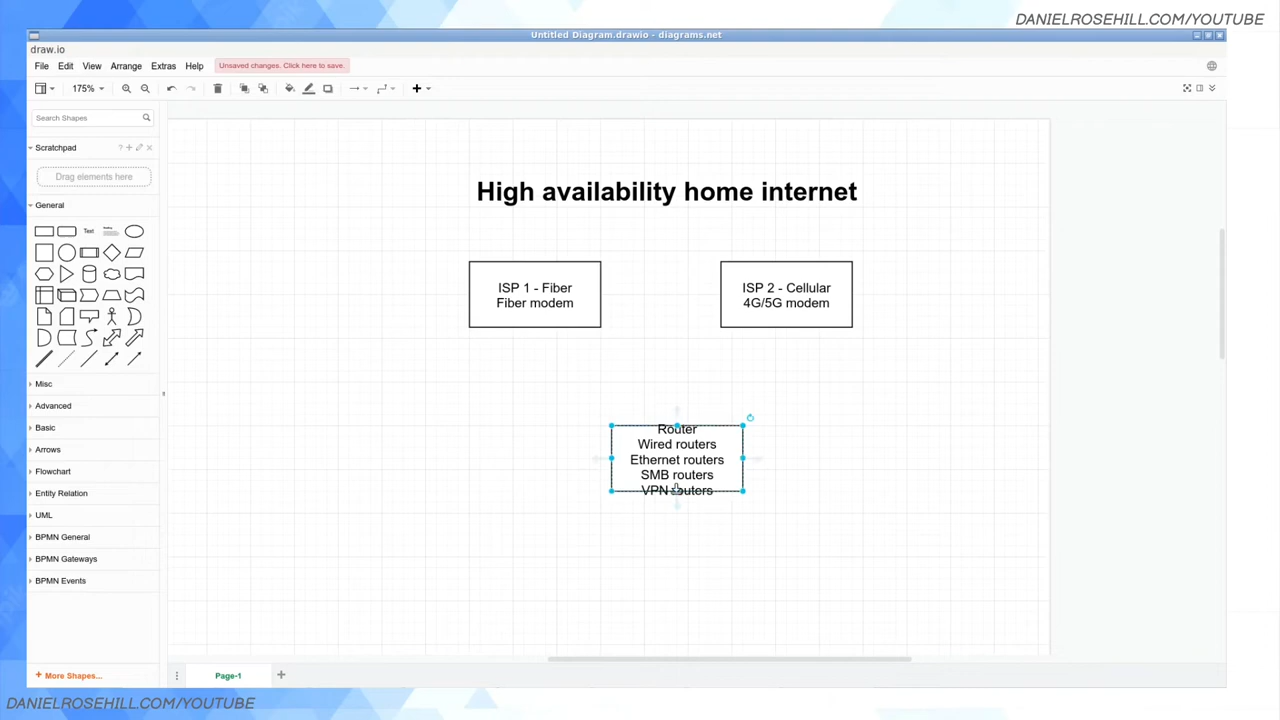 DANIELROSEHILL.COM/YOUTUBE
Untitled Diagram.drawio - diagrams.net
draw.io
File Edit View Arrange Extras Help Unsaved changes. Click here to save.
175%
Search Shapes
Scratchpad
Drag elements here
General
Text
Heading
Misc
Advanced
Basic
Arrows
Flowchart
Entity Relation
UML
BPMN General
BPMN Gateways
BPMN Events
+ More Shapes...
High availability home internet
ISP 1 - Fiber
Fiber modem
ISP 2 - Cellular
4G/5G modem
Router
Wired routers
Ethernet routers
SMB routers
VPN routers
Page-1
DANIELROSEHILL.COM/YOUTUBE